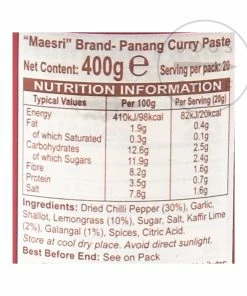 "Maesri" Brand- Panang Curry Paste
Net Content: 400g e Serving per pack: 20
NUTRITION INFORMATION
Typical Values Per 100g Per Serving (20g)
Energy 410kJ/98kcal 82kJ/20kcal
Fat 1.9g 0.4g
of which Saturated 0.3g 0.1g
Carbohydrates 12.6g 2.5g
of which Sugars 11.9g 2.4g
Fibre 8.2g 1.6g
Protein 3.5g 0.7g
Salt 7.8g 1.6g
Ingredients: Dried Chilli Pepper (30%), Garlic,
Shallot, Lemongrass (10%), Sugar, Salt, Kaffir Lime
(2%), Galangal (1%), Spices, Citric Acid.
Store at cool dry place. Avoid direct sunlight.
Best Before End: See on Pack